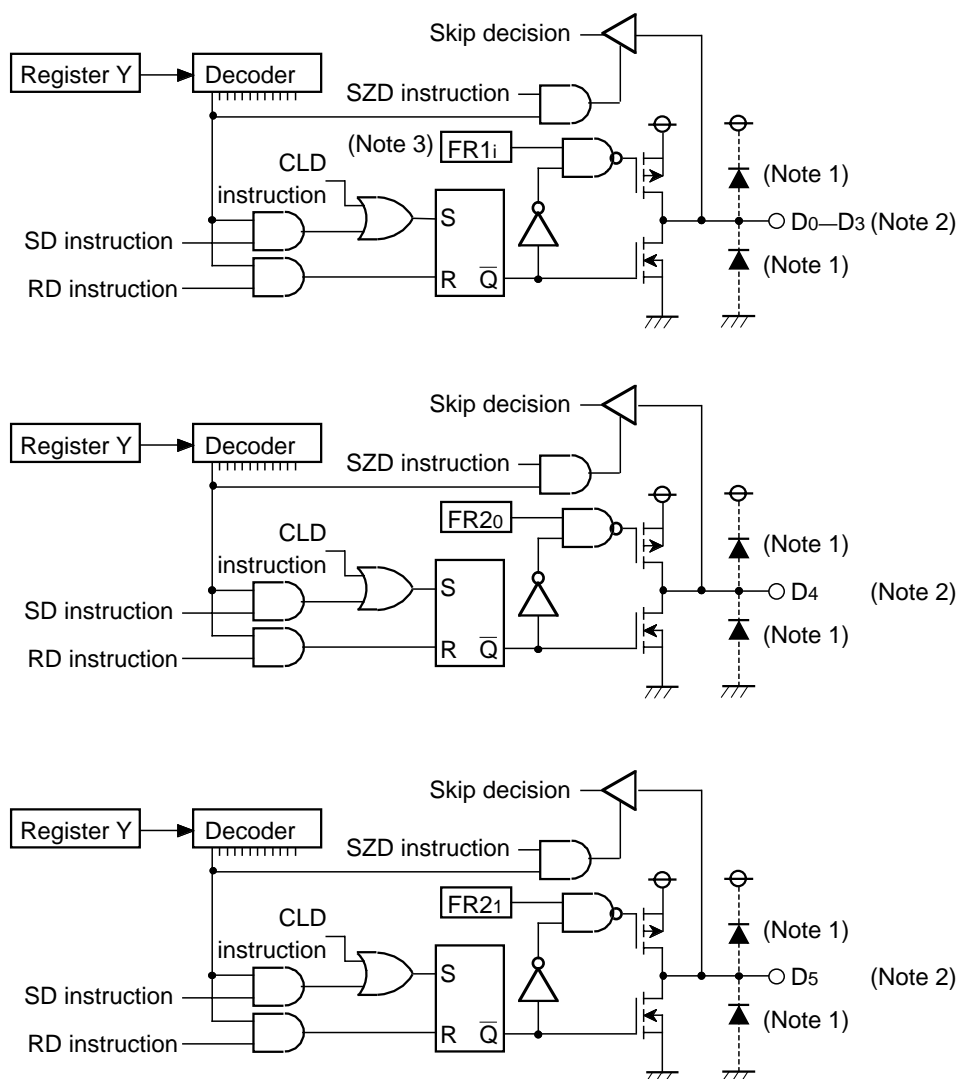 Skip decision
Register Y
Decoder
SZD instruction
(Note 3)
FR1i
CLD
instruction
(Note 1)
S
D0—D3 (Note 2)
SD instruction
(Note 1)
RD instruction
R
Q̅
Skip decision
Register Y
Decoder
SZD instruction
FR20
CLD
instruction
(Note 1)
S
D4
(Note 2)
SD instruction
(Note 1)
RD instruction
R
Q̅
Skip decision
Register Y
Decoder
SZD instruction
FR21
CLD
instruction
(Note 1)
S
D5
(Note 2)
SD instruction
(Note 1)
RD instruction
R
Q̅